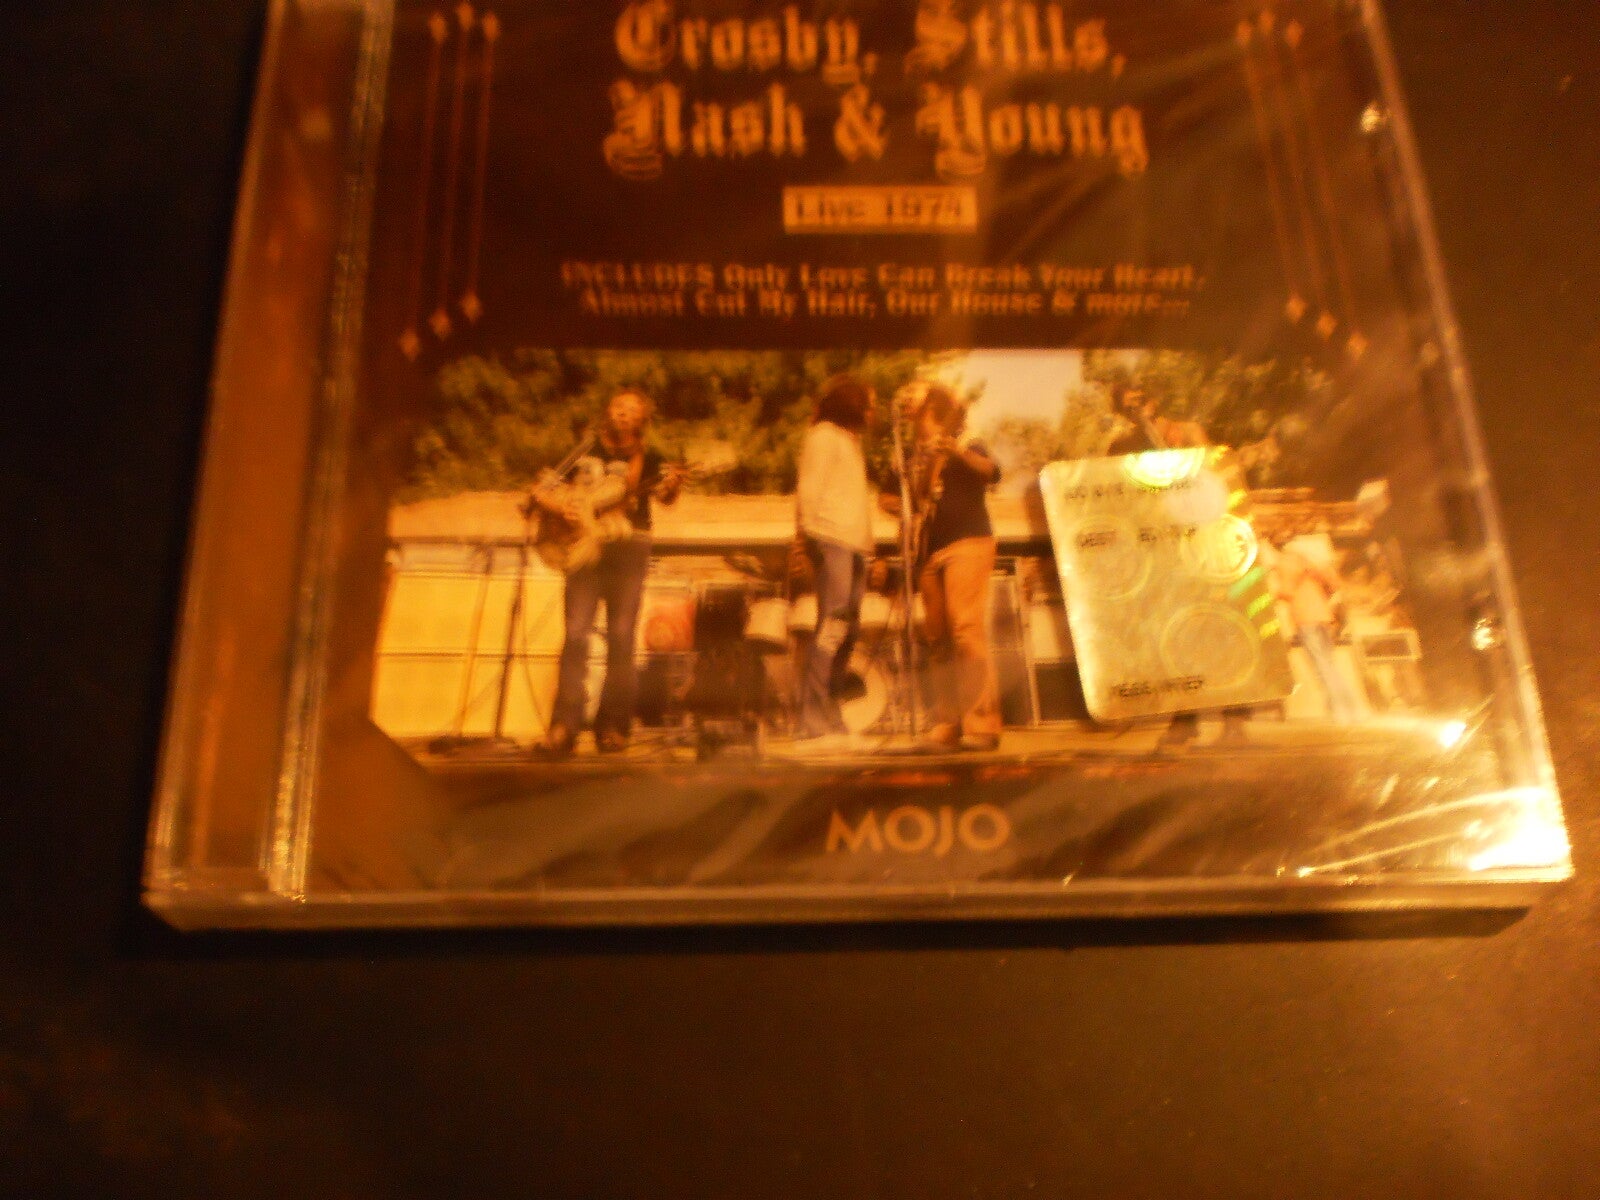 Crosby, Stills,
Nash & Young
Live 1974
INCLUDES Only Love Can Break Your Heart,
Almost Cut My Hair, Our House & more...
MOJO